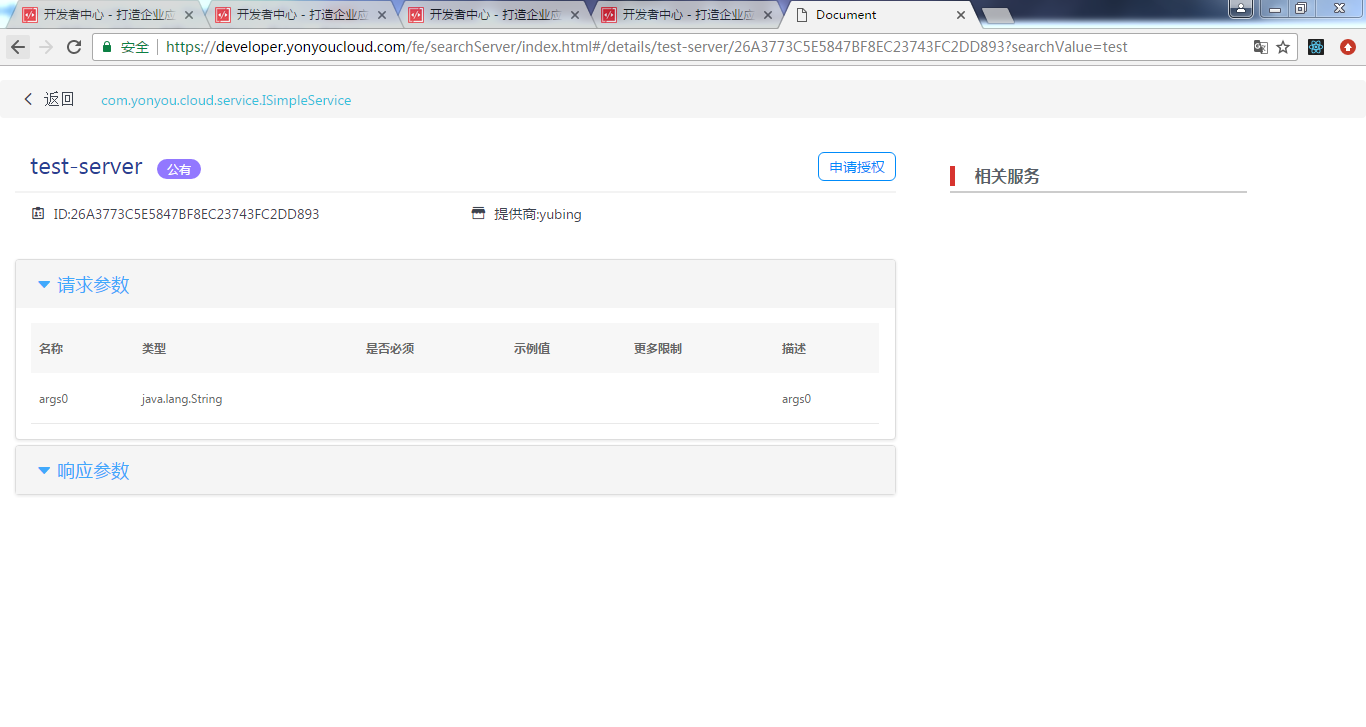 开发者中心 - 打造企业应
开发者中心 - 打造企业应
开发者中心 - 打造企业应
开发者中心 - 打造企业应
Document
安全
https://developer.yonyoucloud.com/fe/searchServer/index.html#/details/test-server/26A3773C5E5847BF8EC23743FC2DD893?searchValue=test
返回 com.yonyou.cloud.service.ISimpleService
test-server 公有 申请授权
ID:26A3773C5E5847BF8EC23743FC2DD893 提供商:yubing
请求参数
名称 类型 是否必须 示例值 更多限制 描述
args0 java.lang.String args0
响应参数
相关服务